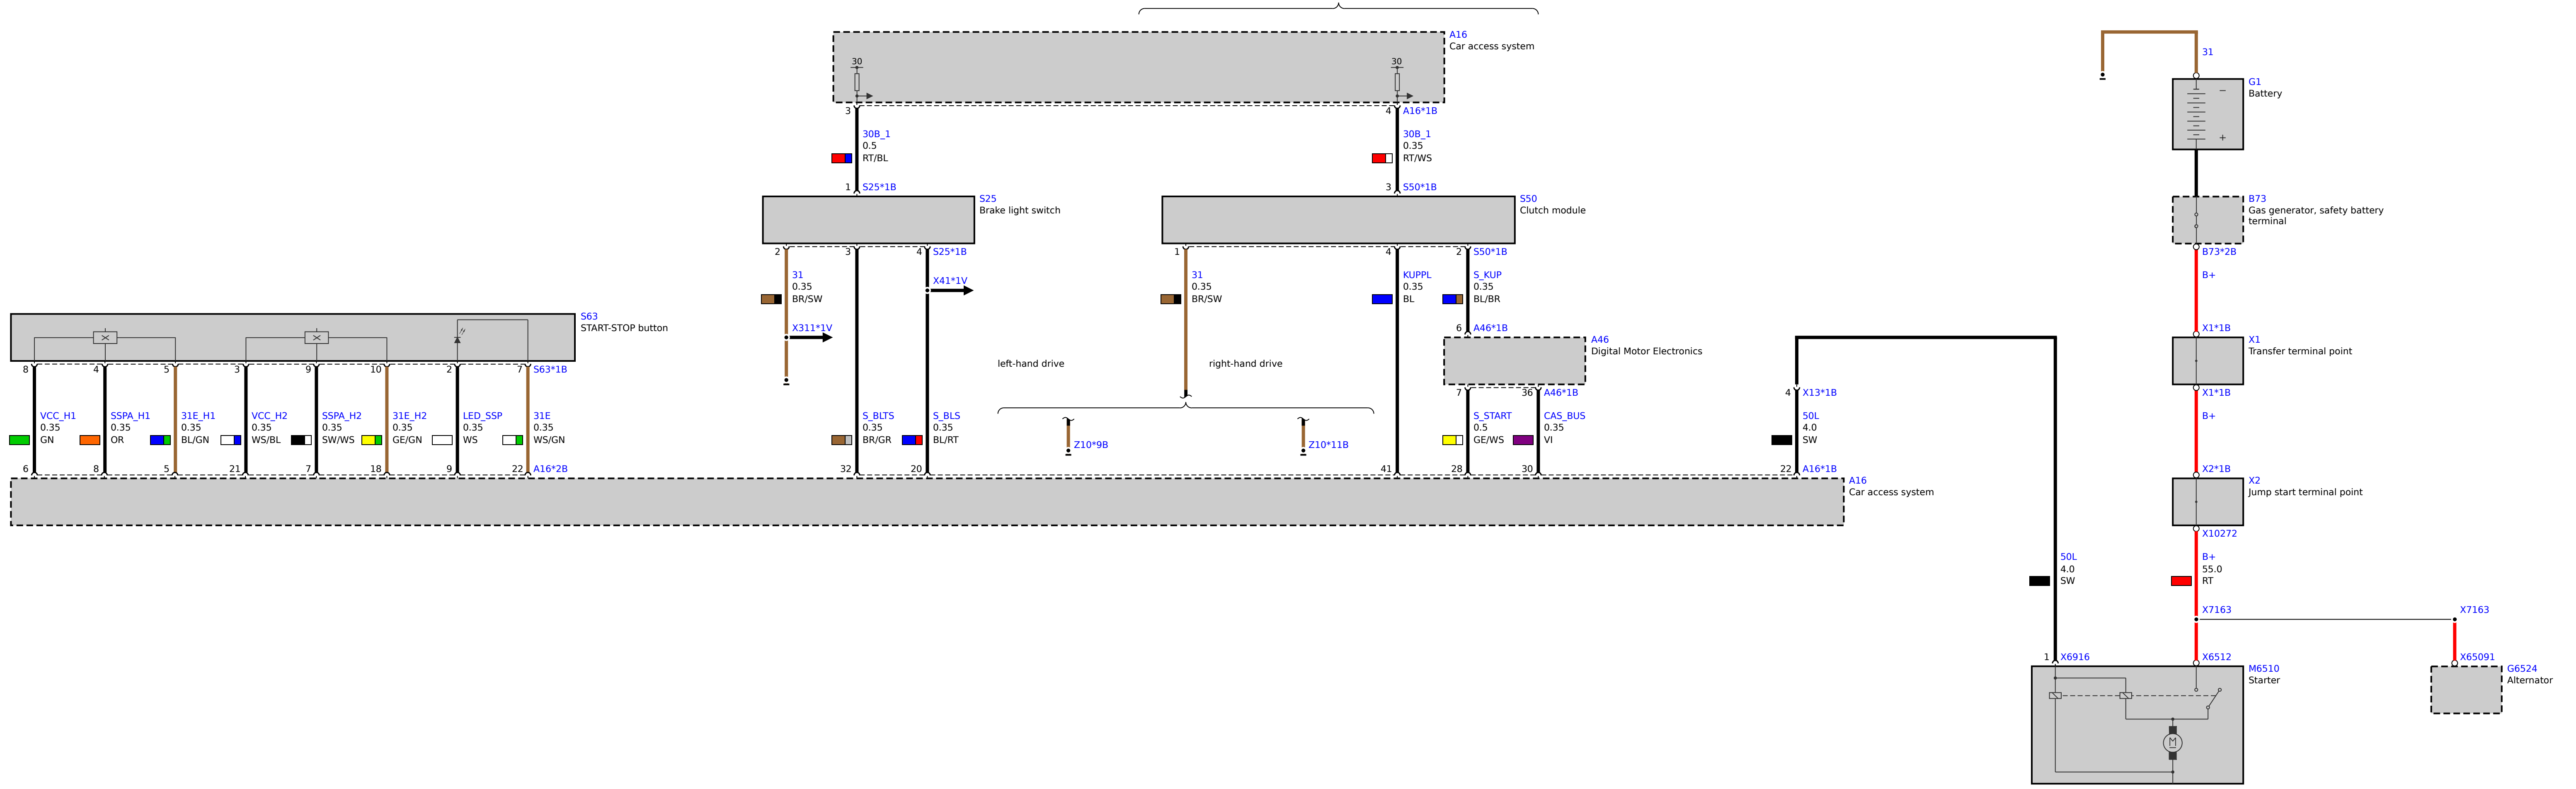 A16
Car access system
30
30
3
4
A16*1B
30B_1
0.5
RT/BL
30B_1
0.35
RT/WS
1
S25*1B
3
S50*1B
S25
Brake light switch
S50
Clutch module
2
3
4
S25*1B
1
4
2
S50*1B
31
0.35
BR/SW
X41*1V
X311*1V
31
0.35
BR/SW
KUPPL
0.35
BL
S_KUP
0.35
BL/BR
6
A46*1B
A46
Digital Motor Electronics
left-hand drive
right-hand drive
S63
START-STOP button
8
4
5
3
9
10
2
7
S63*1B
7
36
A46*1B
4
X13*1B
VCC_H1
0.35
GN
SSPA_H1
0.35
OR
31E_H1
0.35
BL/GN
VCC_H2
0.35
WS/BL
SSPA_H2
0.35
SW/WS
31E_H2
0.35
GE/GN
LED_SSP
0.35
WS
31E
0.35
WS/GN
S_BLTS
0.35
BR/GR
S_BLS
0.35
BL/RT
Z10*9B
Z10*11B
S_START
0.5
GE/WS
CAS_BUS
0.35
VI
50L
4.0
SW
6
8
5
21
7
18
9
22
A16*2B
32
20
41
28
30
22
A16*1B
A16
Car access system
31
G1
Battery
−
+
B73
Gas generator, safety battery
terminal
B73*2B
B+
X1*1B
X1
Transfer terminal point
X1*1B
B+
X2*1B
X2
Jump start terminal point
X10272
50L
4.0
SW
B+
55.0
RT
X7163
X7163
1
X6916
X6512
X65091
M6510
Starter
M
G6524
Alternator